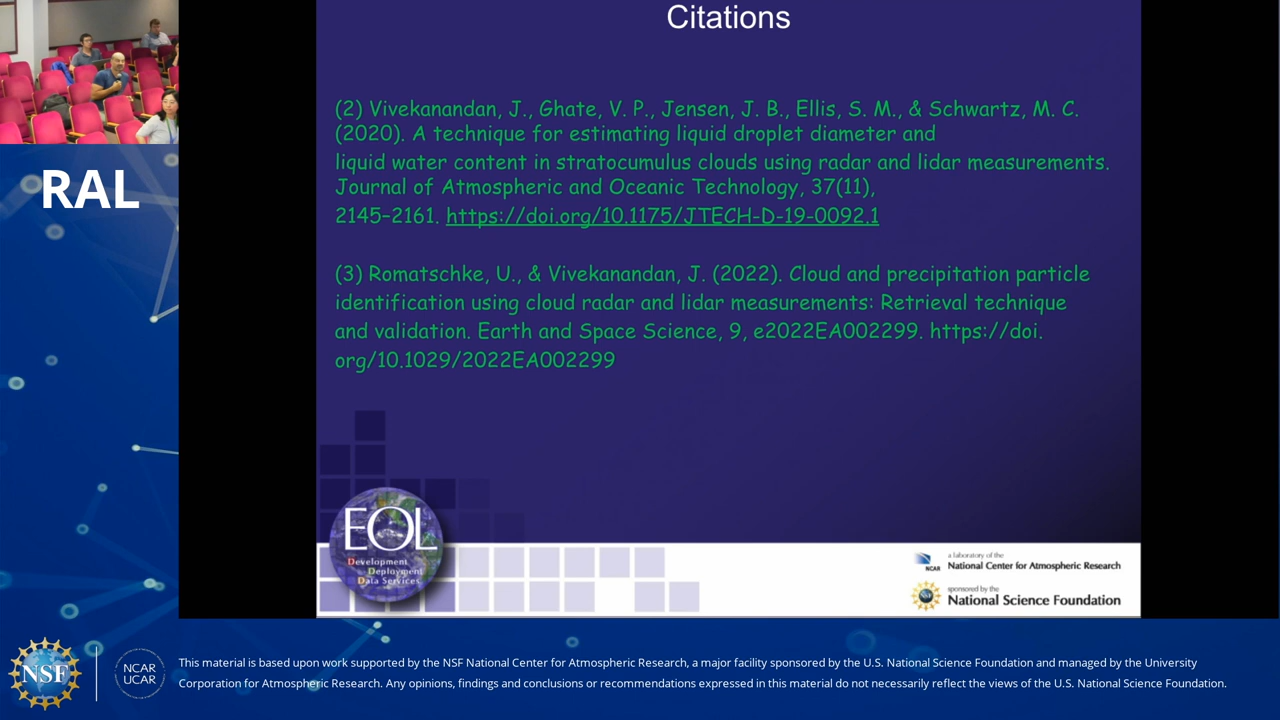 Citations
(2) Vivekanandan, J., Ghate, V. P., Jensen, J. B., Ellis, S. M., & Schwartz, M. C.
(2020). A technique for estimating liquid droplet diameter and
liquid water content in stratocumulus clouds using radar and lidar measurements.
Journal of Atmospheric and Oceanic Technology, 37(11),
2145–2161. https://doi.org/10.1175/JTECH-D-19-0092.1
(3) Romatschke, U., & Vivekanandan, J. (2022). Cloud and precipitation particle
identification using cloud radar and lidar measurements: Retrieval technique
and validation. Earth and Space Science, 9, e2022EA002299. https://doi.
org/10.1029/2022EA002299
RAL
EOL
Development
Deployment
Data Services
NCAR
a laboratory of the
National Center for Atmospheric Research
sponsored by the
National Science Foundation
NSF
NCAR
UCAR
This material is based upon work supported by the NSF National Center for Atmospheric Research, a major facility sponsored by the U.S. National Science Foundation and managed by the University
Corporation for Atmospheric Research. Any opinions, findings and conclusions or recommendations expressed in this material do not necessarily reflect the views of the U.S. National Science Foundation.